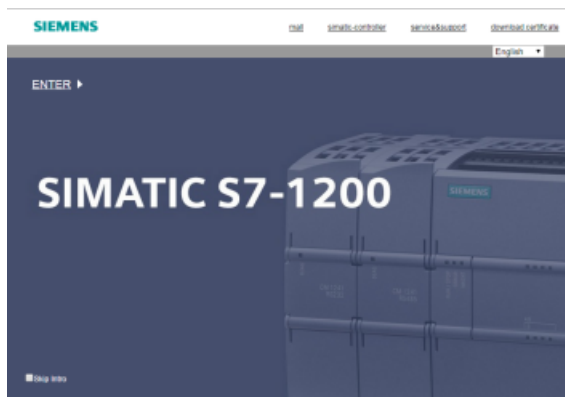 SIEMENS
mail simatic-controller service&support download certificate
English
ENTER
SIMATIC S7-1200
SIEMENS
Skip Intro